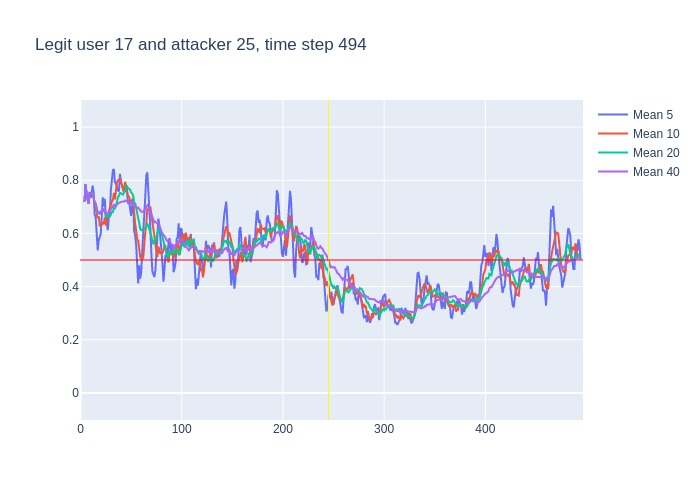 Legit user 17 and attacker 25, time step 494
Mean 5
Mean 10
Mean 20
Mean 40
1
0.8
0.6
0.4
0.2
0
0 100 200 300 400